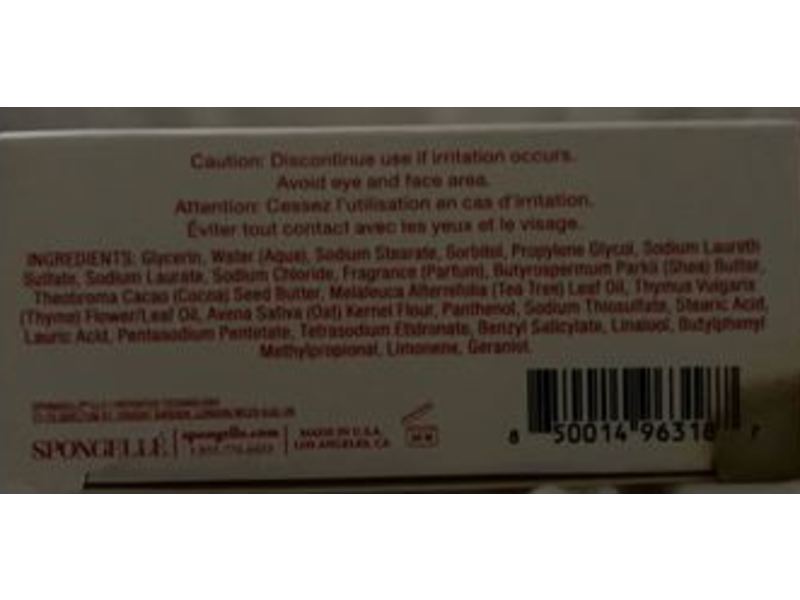 Caution: Discontinue use if irritation occurs.
Avoid eye and face area.
Attention: Cessez l'utilisation en cas d'irritation.
Éviter tout contact avec les yeux et le visage.
INGREDIENTS: Glycerin, Water (Aqua), Sodium Stearate, Sorbitol, Propylene Glycol, Sodium Laureth
Sulfate, Sodium Laurate, Sodium Chloride, Fragrance (Parfum), Butyrospermum Parkii (Shea) Butter,
Theobroma Cacao (Cocoa) Seed Butter, Melaleuca Alternifolia (Tea Tree) Leaf Oil, Thymus Vulgaris
(Thyme) Flower/Leaf Oil, Avena Sativa (Oat) Kernel Flour, Panthenol, Sodium Thiosulfate, Stearic Acid,
Lauric Acid, Pentasodium Pentetate, Tetrasodium Etidronate, Benzyl Salicylate, Linalool, Butylphenyl
Methylpropional, Limonene, Geraniol.
SPONGELLÉ
spongelle.com
MADE IN U.S.A.
LOS ANGELES, CA
8 50014 96318 7